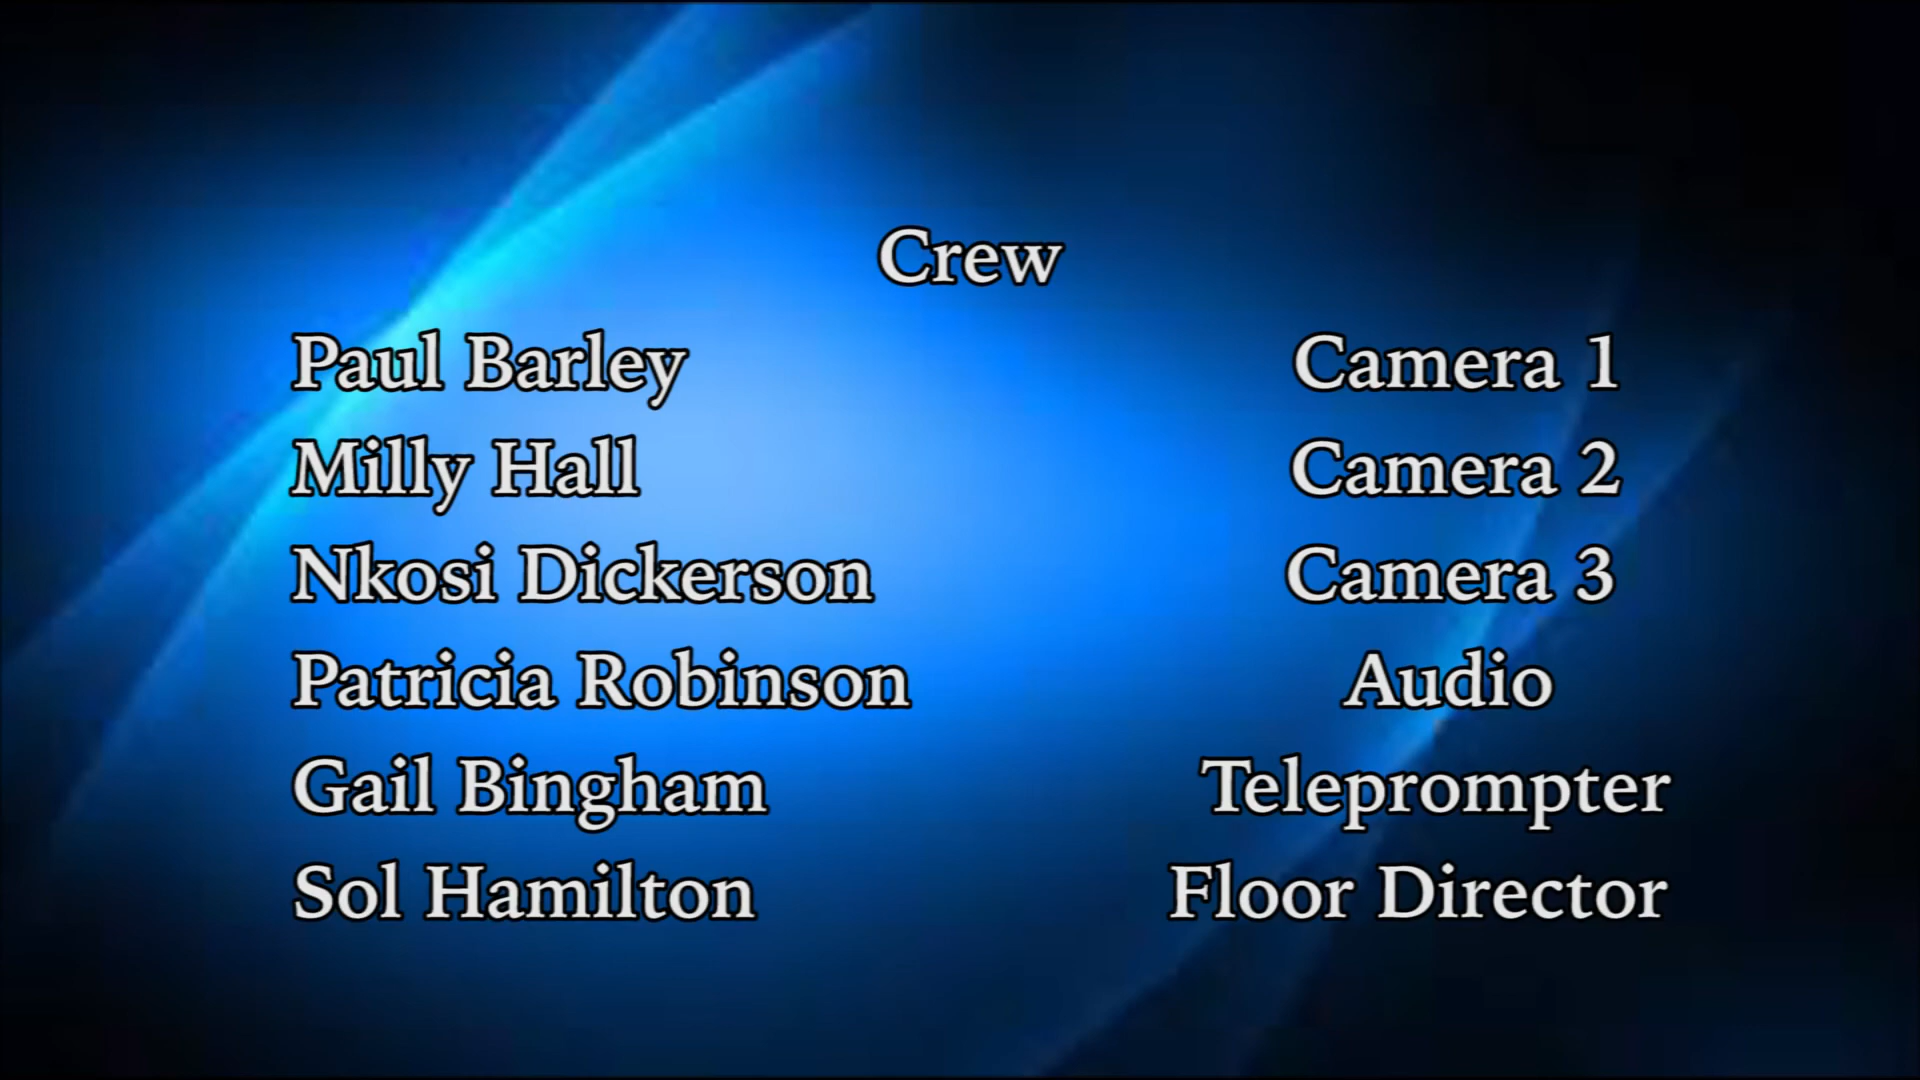 Crew
Paul Barley Camera 1
Milly Hall Camera 2
Nkosi Dickerson Camera 3
Patricia Robinson Audio
Gail Bingham Teleprompter
Sol Hamilton Floor Director